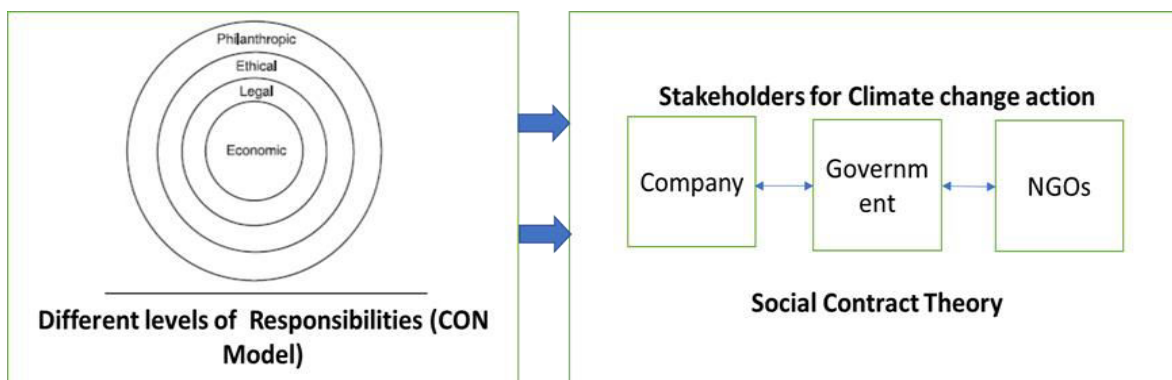 Philanthropic
Ethical
Legal
Economic
Different levels of Responsibilities (CON
Model)
Stakeholders for Climate change action
Company
Governm
ent
NGOs
Social Contract Theory